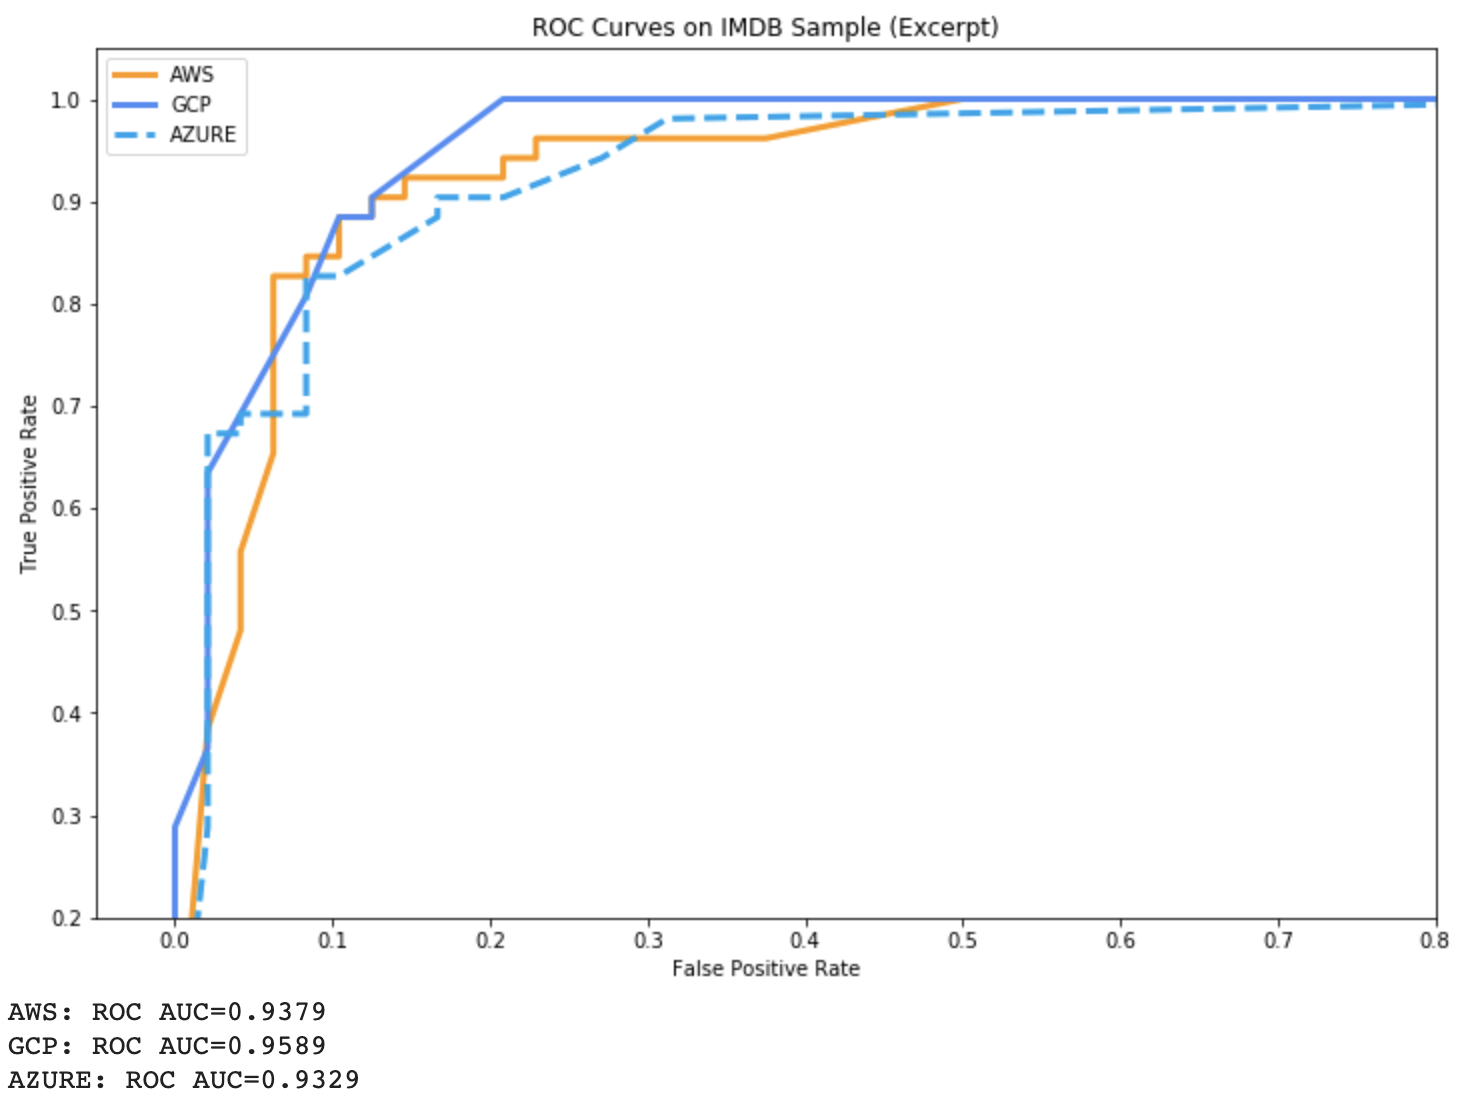 ROC Curves on IMDB Sample (Excerpt)
AWS
GCP
AZURE
1.0
0.9
0.8
0.7
0.6
0.5
0.4
0.3
0.2
True Positive Rate
0.0 0.1 0.2 0.3 0.4 0.5 0.6 0.7 0.8
False Positive Rate
AWS: ROC AUC=0.9379
GCP: ROC AUC=0.9589
AZURE: ROC AUC=0.9329